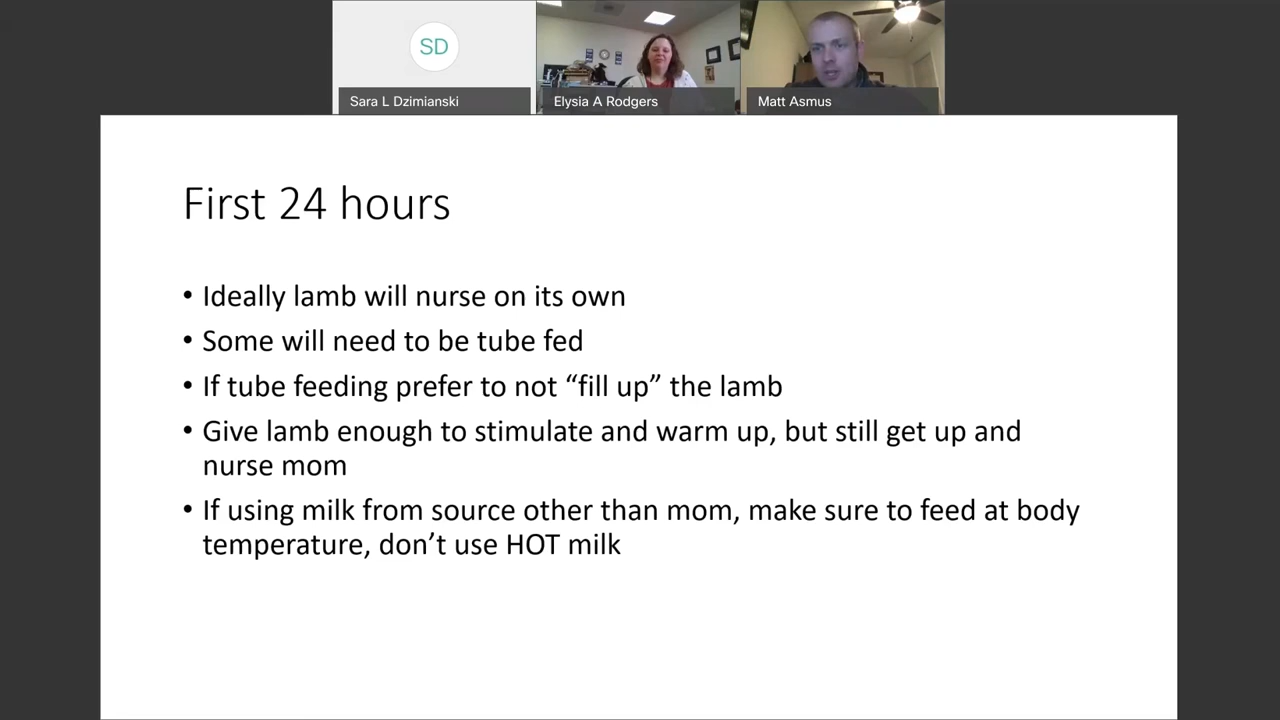 SD
Sara L Dzimianski
Elysia A Rodgers
Matt Asmus
First 24 hours
• Ideally lamb will nurse on its own
• Some will need to be tube fed
• If tube feeding prefer to not “fill up” the lamb
• Give lamb enough to stimulate and warm up, but still get up and
nurse mom
• If using milk from source other than mom, make sure to feed at body
temperature, don’t use HOT milk